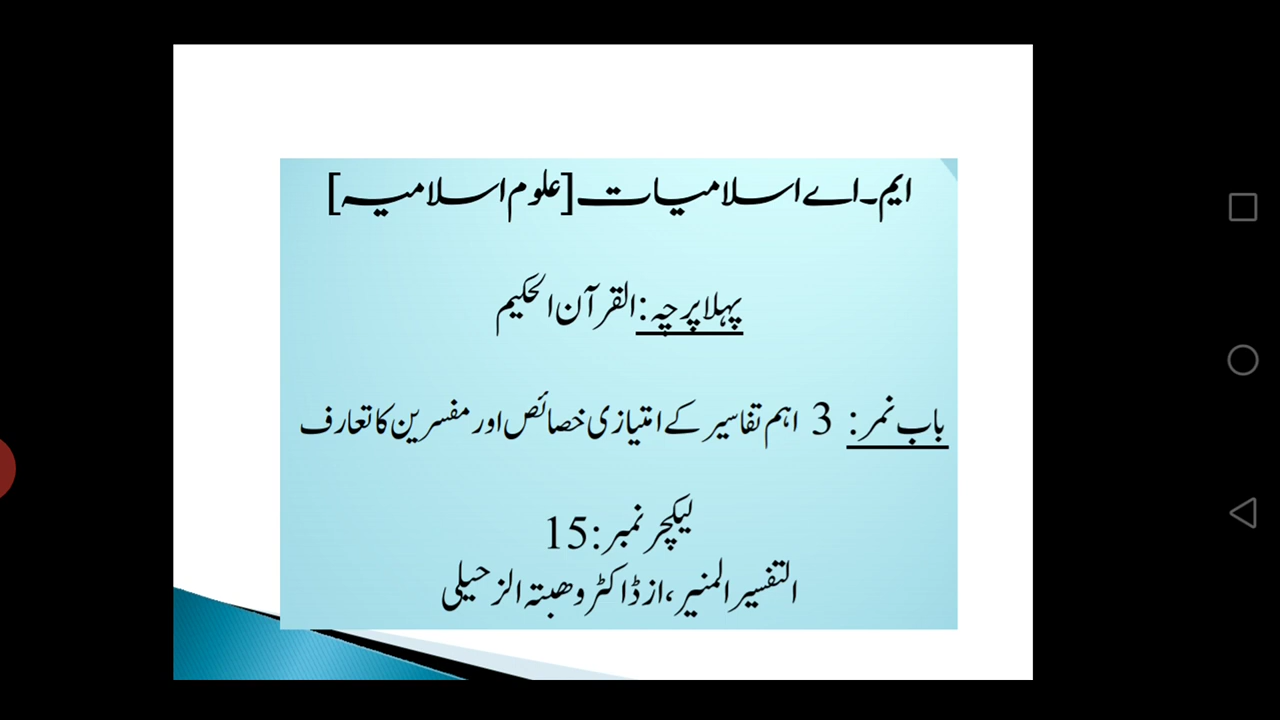 ایم۔اے اسلامیات [علوم اسلامیہ]
پہلا پرچہ: القرآن الحکیم
باب نمر: 3 اہم تفاسیر کے امتیازی خصائص اور مفسرین کا تعارف
لیکچر نمبر: 15
التفسیر المنیر، از ڈاکٹر وھبتہ الزحیلی